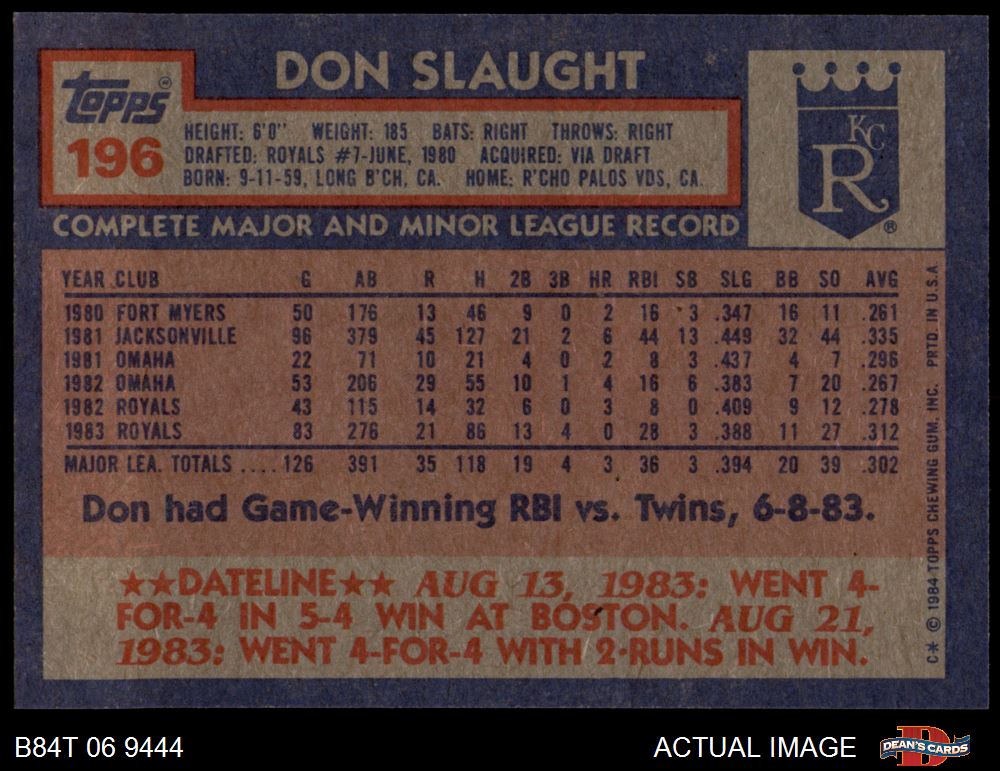 DON SLAUGHT
Topps®
196
HEIGHT: 6'0" WEIGHT: 185 BATS: RIGHT THROWS: RIGHT
DRAFTED: ROYALS #7-JUNE, 1980 ACQUIRED: VIA DRAFT
BORN: 9-11-59, LONG B'CH, CA. HOME: R'CHO PALOS VDS, CA.
KC
R
®
COMPLETE MAJOR AND MINOR LEAGUE RECORD
YEAR CLUB G AB R H 2B 3B HR RBI SB SLG BB SO AVG
1980 FORT MYERS 50 176 13 46 9 0 2 16 3 .347 16 11 .261
1981 JACKSONVILLE 96 379 45 127 21 2 6 44 13 .449 32 44 .335
1981 OMAHA 22 71 10 21 4 0 2 8 3 .437 4 7 .296
1982 OMAHA 53 206 29 55 10 1 4 16 6 .383 7 20 .267
1982 ROYALS 43 115 14 32 6 0 3 8 0 .409 9 12 .278
1983 ROYALS 83 276 21 86 13 4 0 28 3 .388 11 27 .312
MAJOR LEA. TOTALS ....126 391 35 118 19 4 3 36 3 .394 20 39 .302
Don had Game-Winning RBI vs. Twins, 6-8-83.
★★DATELINE★★ AUG 13, 1983: WENT 4-
FOR-4 IN 5-4 WIN AT BOSTON. AUG 21,
1983: WENT 4-FOR-4 WITH 2-RUNS IN WIN.
C* © 1984 TOPPS CHEWING GUM, INC. PRTD. IN U.S.A
B84T 06 9444
ACTUAL IMAGE
D
DEAN'S CARDS